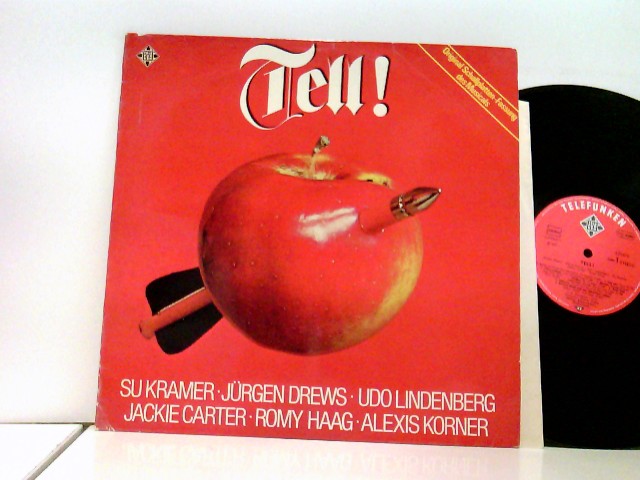 Tell!
Original Schallplatten-Fassung
des Musicals
SU KRAMER · JÜRGEN DREWS · UDO LINDENBERG
JACKIE CARTER · ROMY HAAG · ALEXIS KORNER
TELEFUNKEN
TELL!